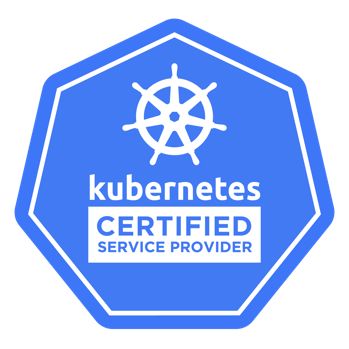 kubernetes
CERTIFIED
SERVICE PROVIDER